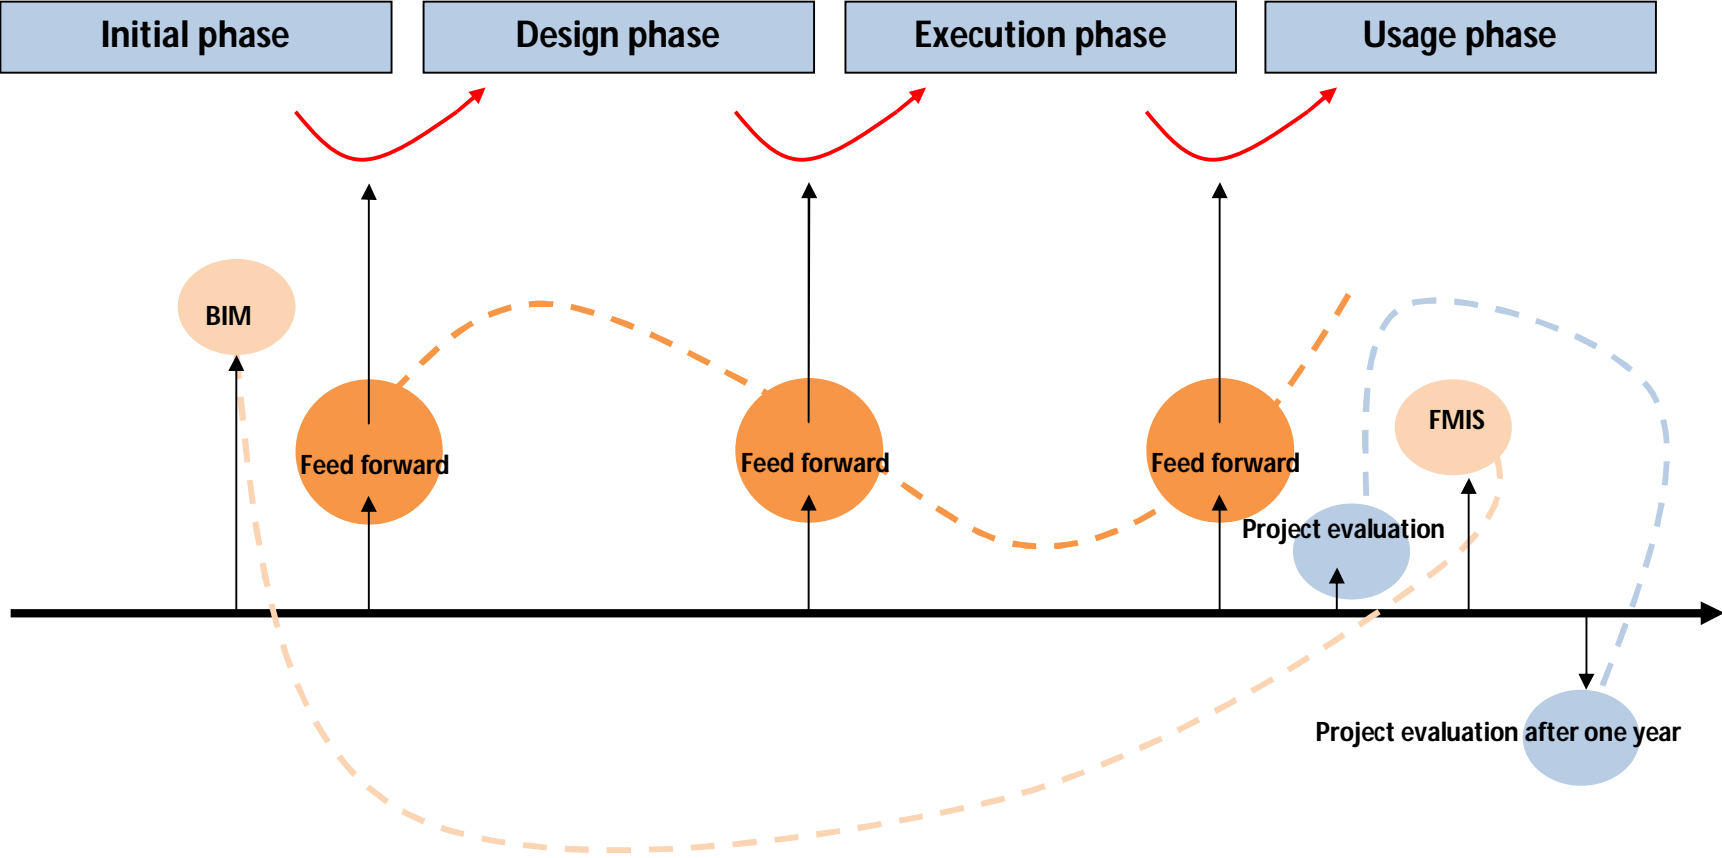 Initial phase
Design phase
Execution phase
Usage phase
BIM
FMIS
Feed forward
Feed forward
Feed forward
Project evaluation
Project evaluation after one year